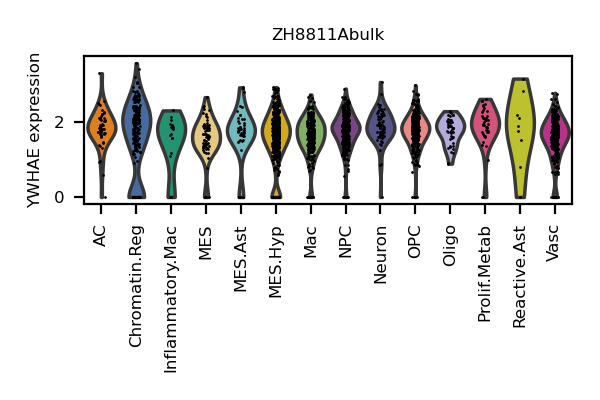 ZH8811Abulk
YWHAE expression
2
0
AC
Chromatin.Reg
Inflammatory.Mac
MES
MES.Ast
MES.Hyp
Mac
NPC
Neuron
OPC
Oligo
Prolif.Metab
Reactive.Ast
Vasc